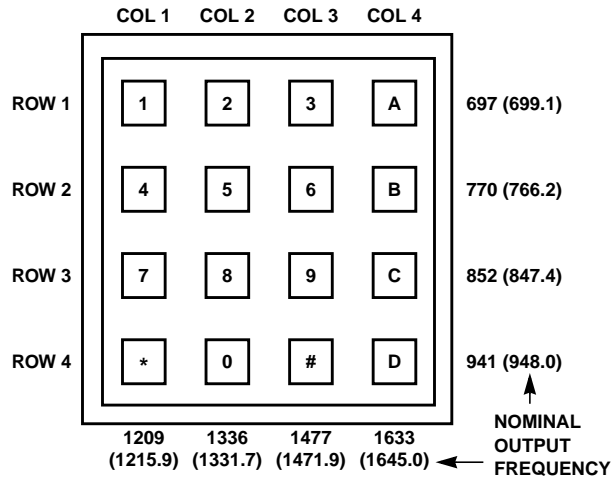 COL 1 COL 2 COL 3 COL 4
ROW 1 1 2 3 A 697 (699.1)
ROW 2 4 5 6 B 770 (766.2)
ROW 3 7 8 9 C 852 (847.4)
ROW 4 * 0 # D 941 (948.0)
1209 1336 1477 1633
(1215.9) (1331.7) (1471.9) (1645.0)
NOMINAL
OUTPUT
FREQUENCY